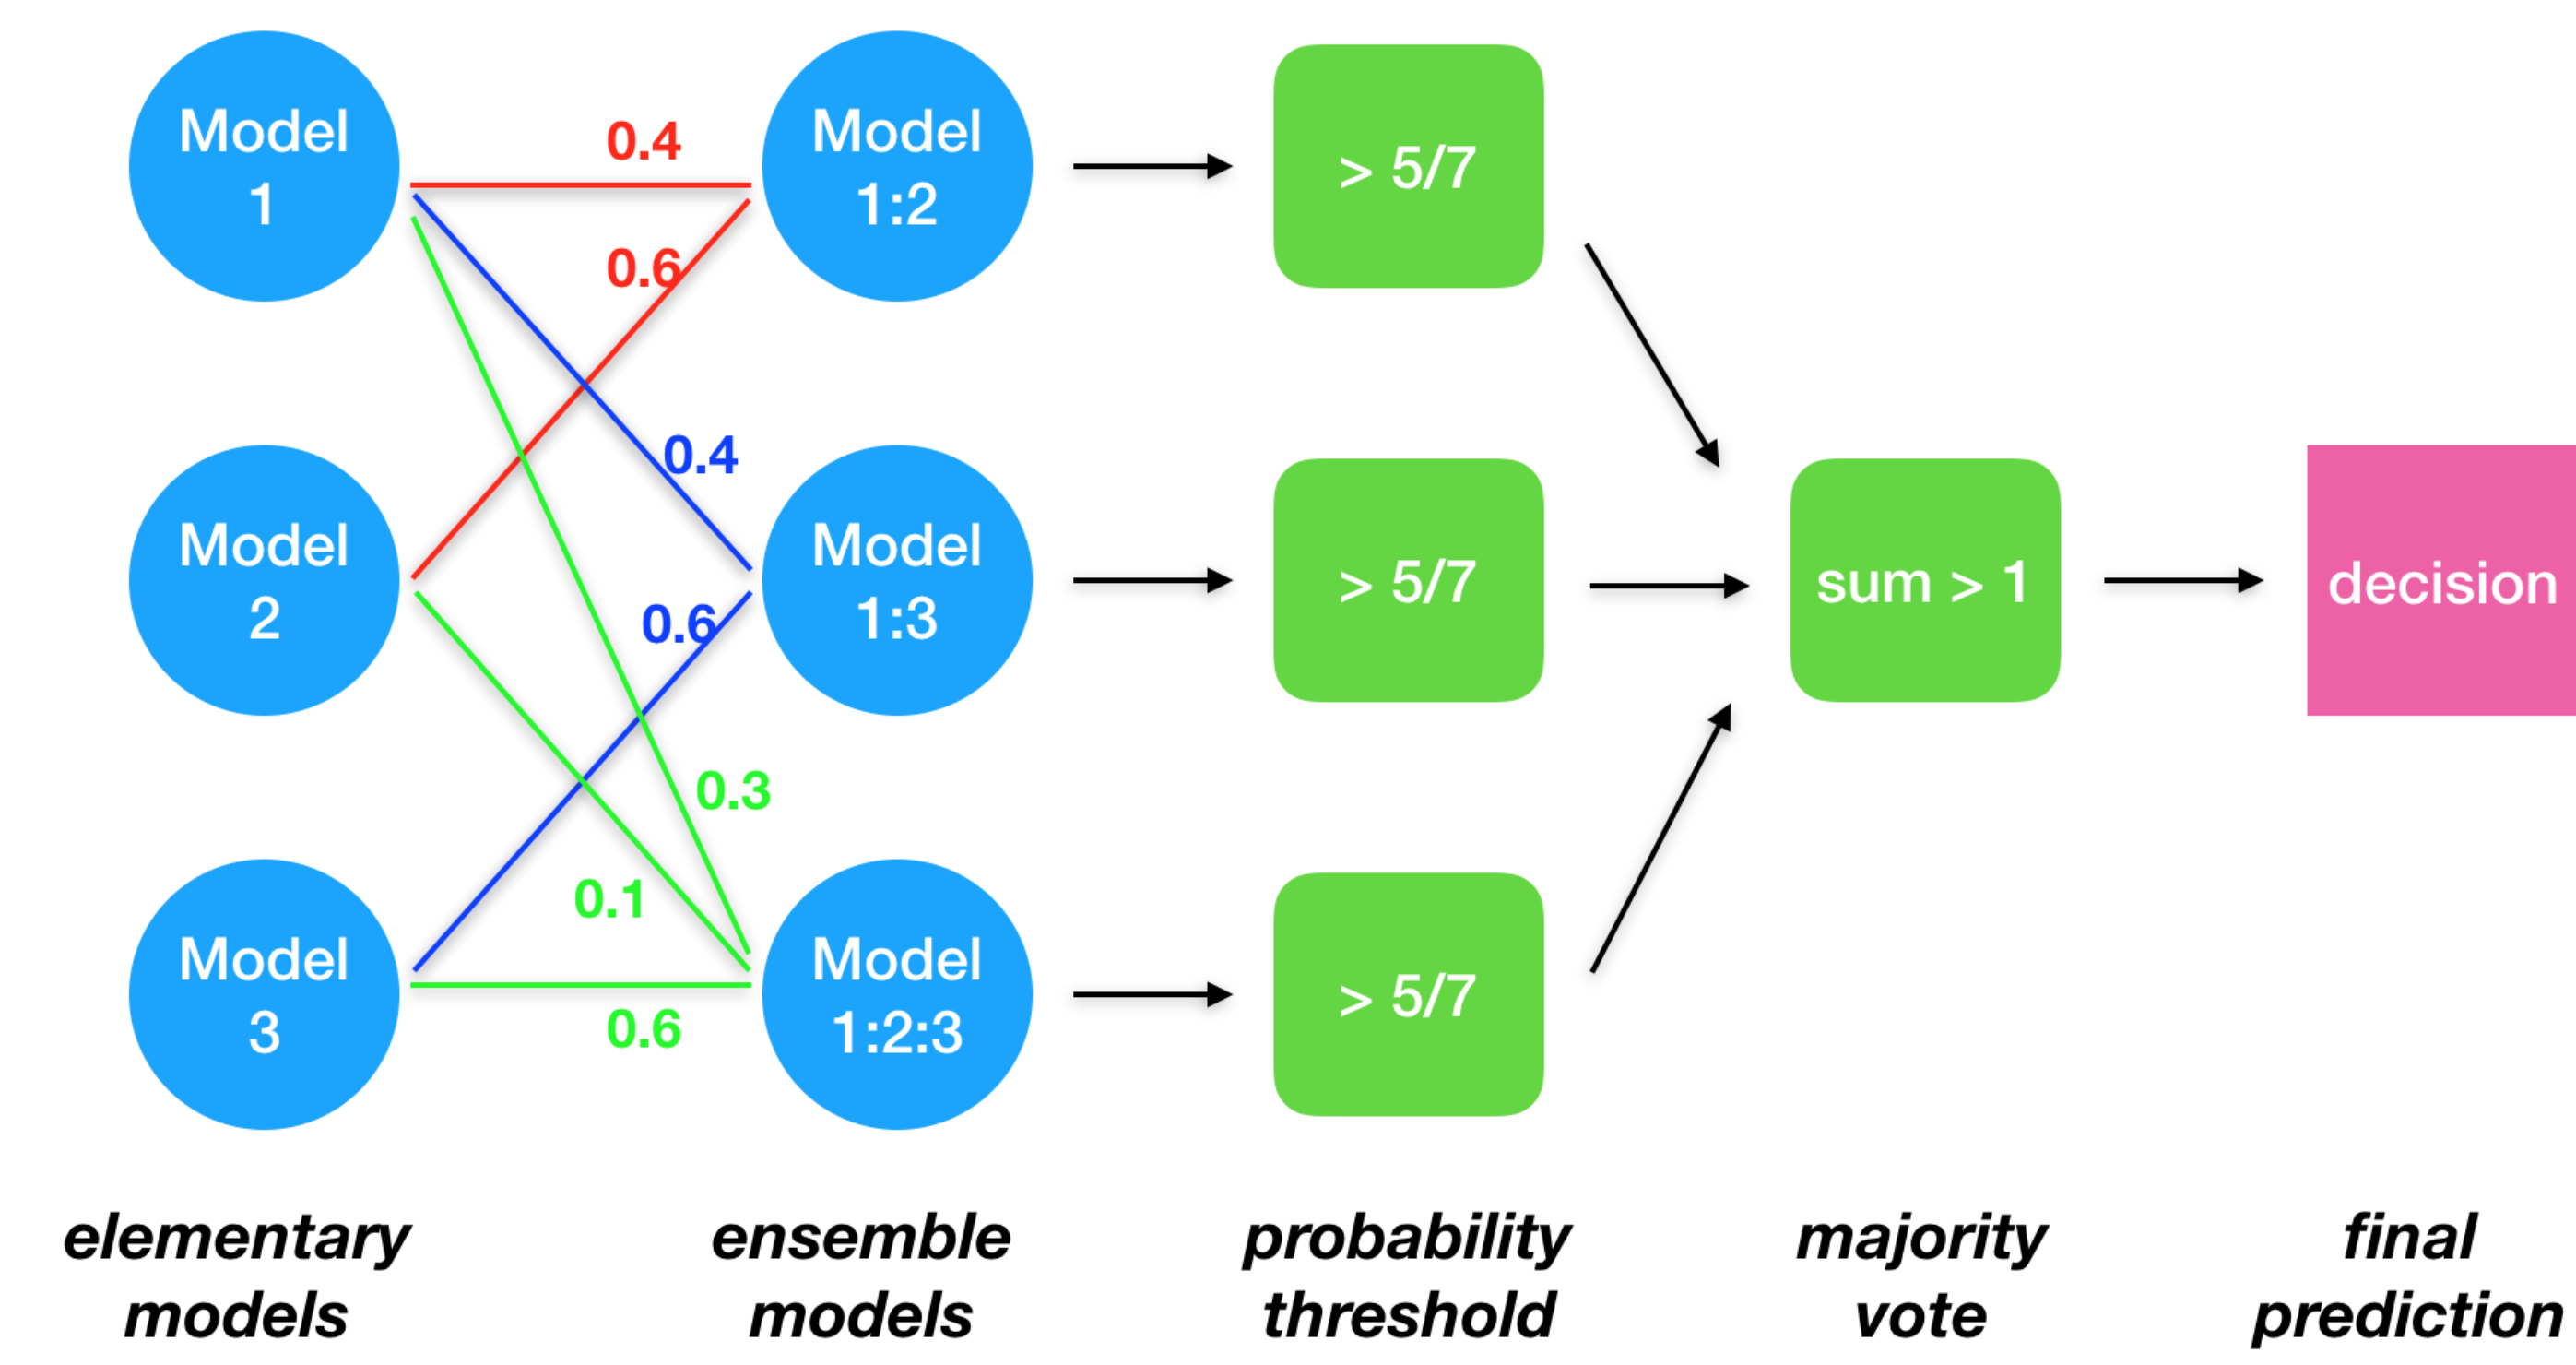 Model
1
0.4
0.6
Model
1:2
> 5/7
Model
2
0.4
0.6
Model
1:3
> 5/7
sum > 1
decision
Model
3
0.3
0.1
0.6
Model
1:2:3
> 5/7
elementary
models
ensemble
models
probability
threshold
majority
vote
final
prediction